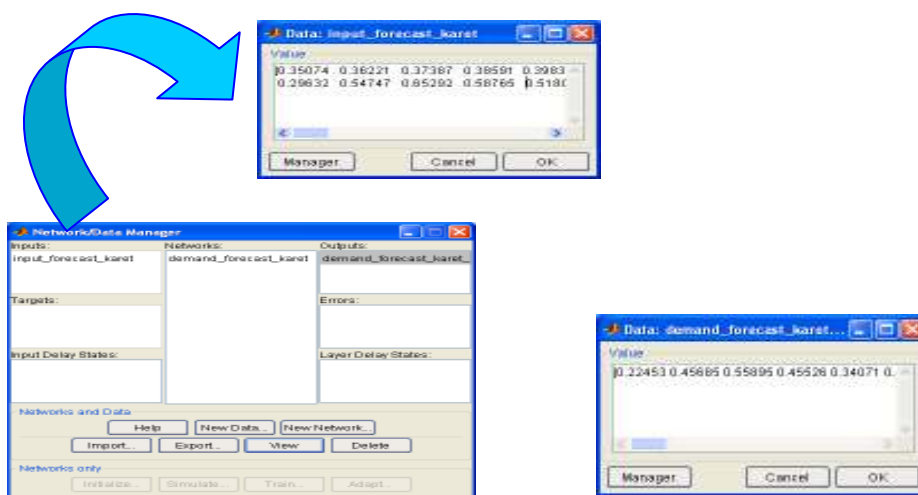 Data: input_forecast_karet
Value
0.35074 0.36221 0.37387 0.38591 0.3983
0.29632 0.54747 0.65292 0.58765 0.5180
Manager Cancel OK
Network/Data Manager
Inputs: Networks: Outputs:
input_forecast_karet demand_forecast_karet demand_forecast_karet_
Targets: Errors:
Input Delay States: Layer Delay States:
Networks and Data
Help New Data... New Network...
Import... Export... View Delete
Networks only
Initialize... Simulate... Train... Adapt...
Data: demand_forecast_karet...
Value
0.22453 0.45685 0.55895 0.45526 0.34071 0.
Manager Cancel OK